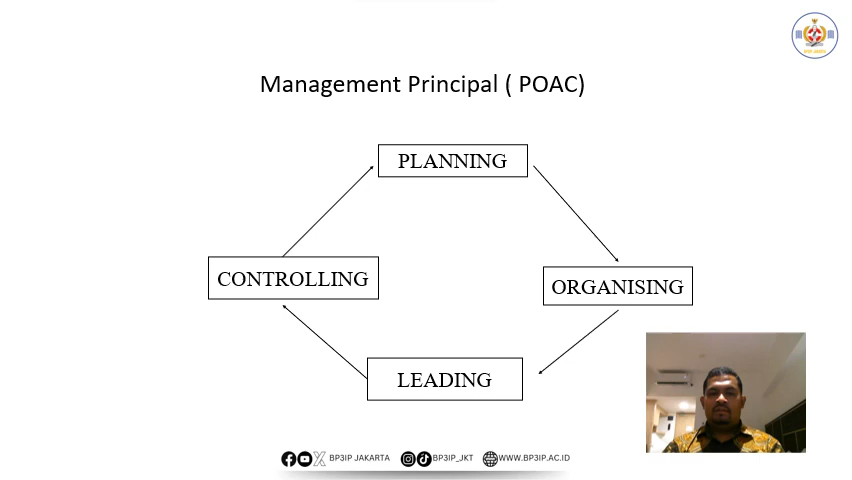 Management Principal ( POAC)
PLANNING
CONTROLLING
ORGANISING
LEADING
BP3IP JAKARTA BP3IP_JKT WWW.BP3IP.AC.ID